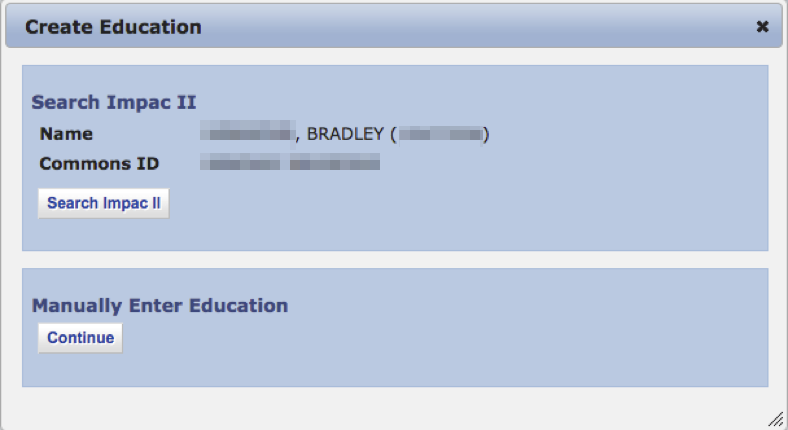 Create Education
Search Impac II
Name , BRADLEY ( )
Commons ID
Search Impac II
Manually Enter Education
Continue